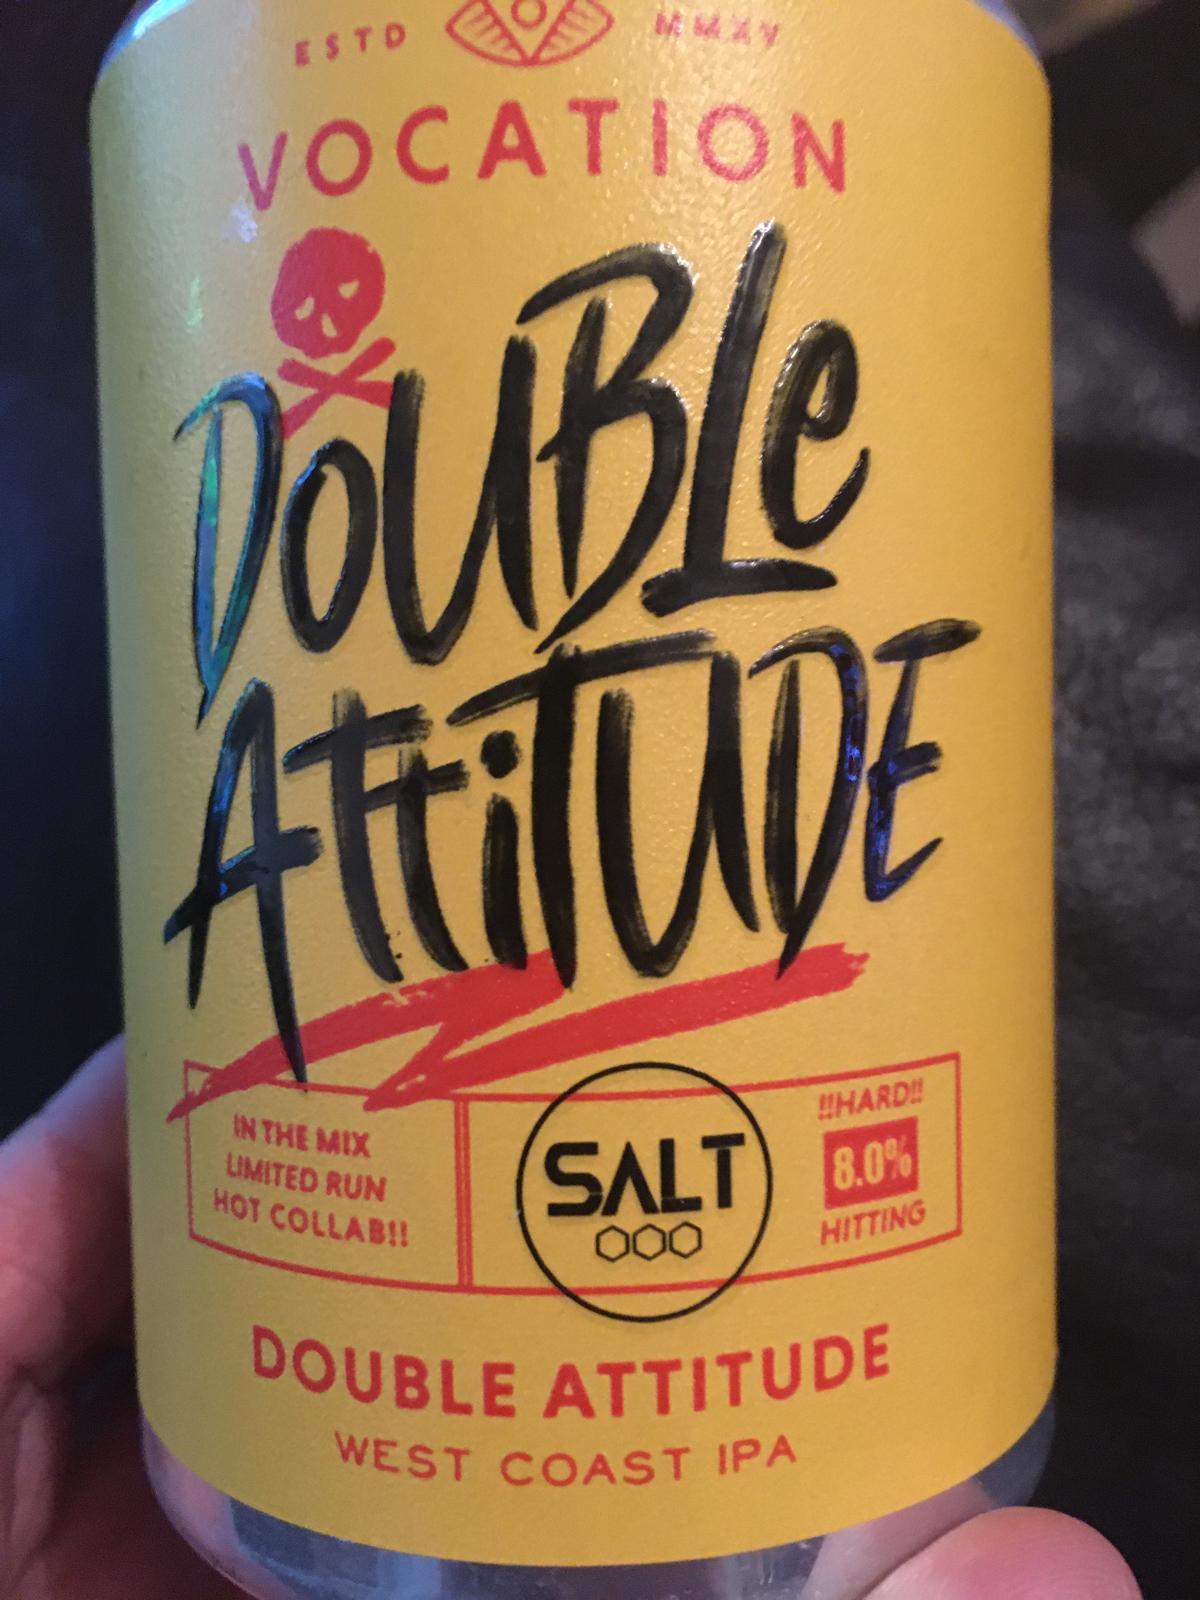 ESTD MMXV
VOCATION
DOUBLe
AttiTUDE
IN THE MIX
LIMITED RUN
HOT COLLAB!!
SALT
!!HARD!!
8.0%
HITTING
DOUBLE ATTITUDE
WEST COAST IPA